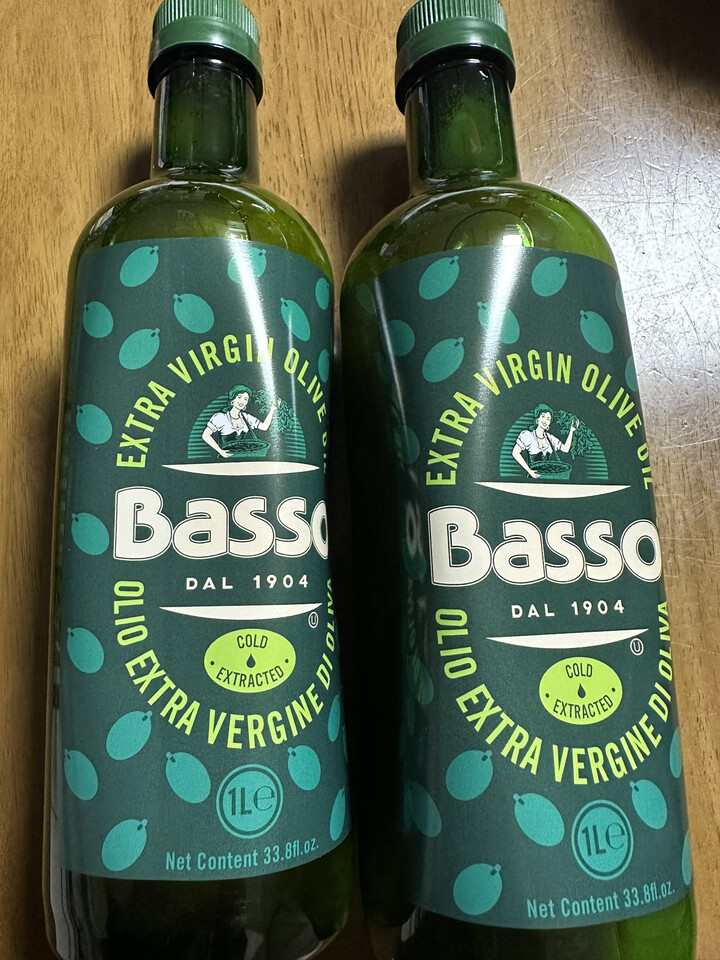 EXTRA VIRGIN OLIVE OIL
Basso
DAL 1904
U
COLD
EXTRACTED
OLIO EXTRA VERGINE DI OLIVA
1L℮
Net Content 33.8fl.oz.
EXTRA VIRGIN OLIVE OIL
Basso
DAL 1904
U
COLD
EXTRACTED
OLIO EXTRA VERGINE DI OLIVA
1L℮
Net Content 33.8fl.oz.